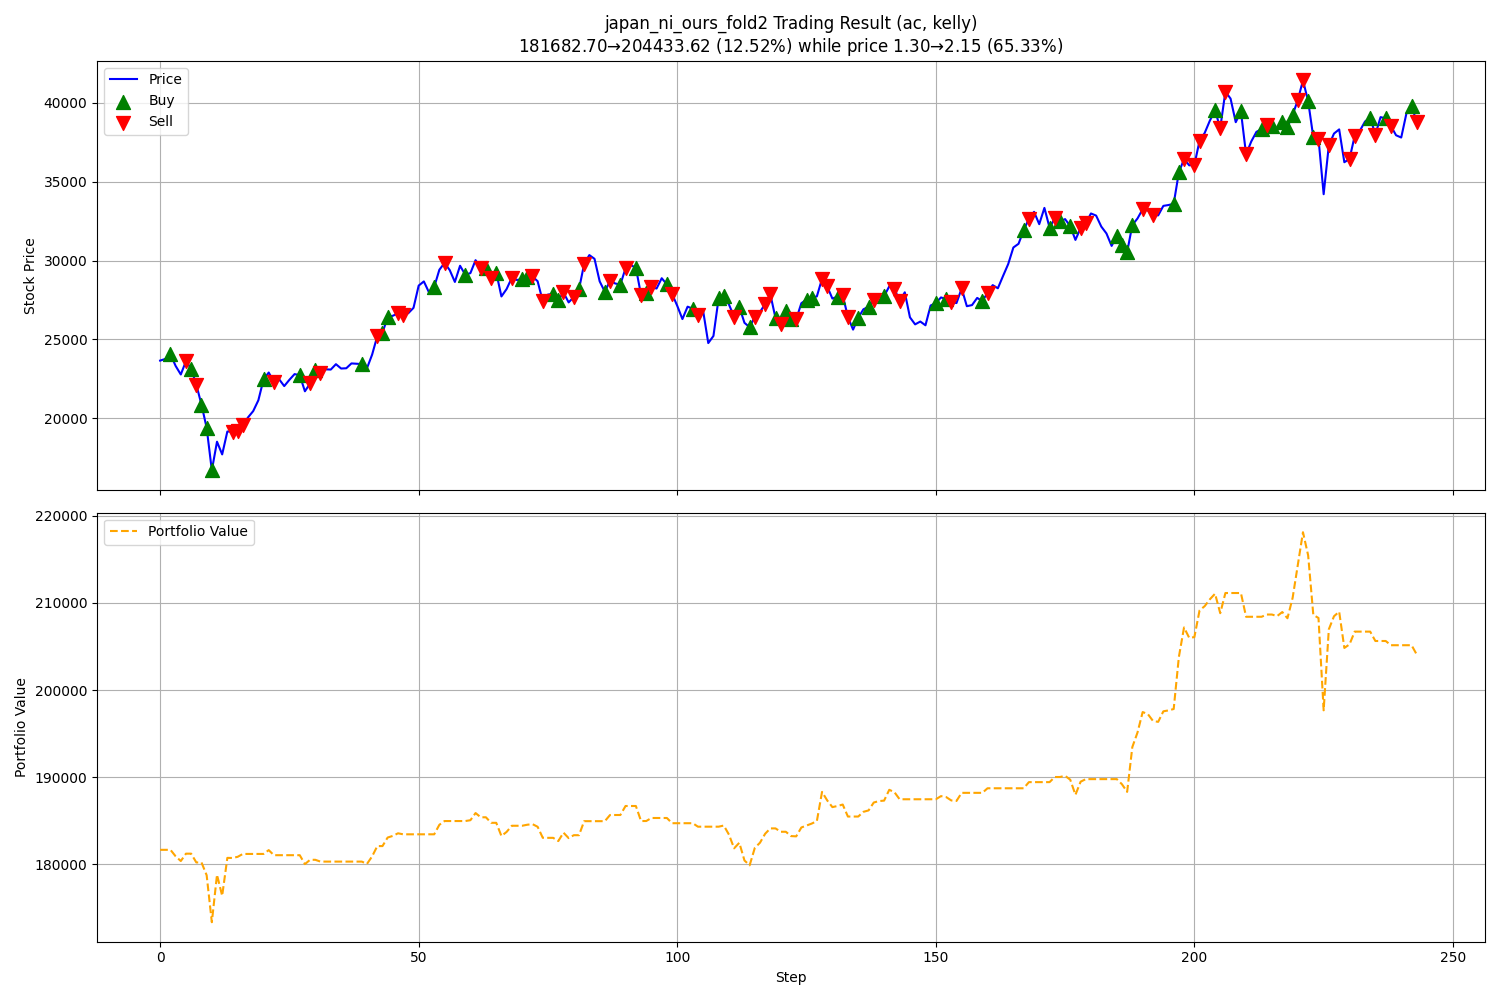 japan_ni_ours_fold2 Trading Result (ac, kelly)
181682.70→204433.62 (12.52%) while price 1.30→2.15 (65.33%)
Price
Buy
Sell
40000
35000
30000
25000
20000
Stock Price
Portfolio Value
220000
210000
200000
190000
180000
Portfolio Value
0
50
100
150
200
250
Step